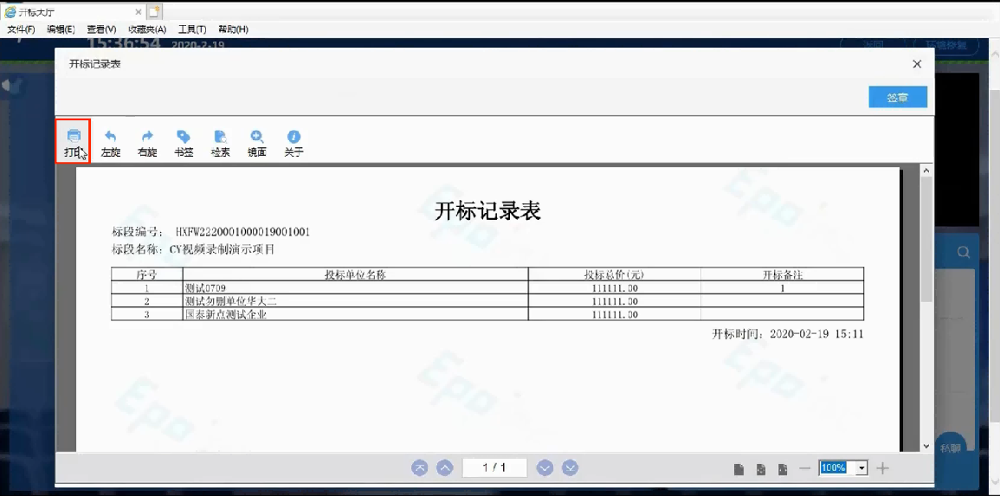 开标大厅
文件(F) 编辑(E) 查看(V) 收藏夹(A) 工具(T) 帮助(H)
15:36:54 2020-2-19
开标记录表
签章
打印 左旋 右旋 书签 检索 镜面 关于
开标记录表
标段编号: HXFW2220001000019001001
标段名称: CY视频录制演示项目
序号 投标单位名称 投标总价(元) 开标备注
1 测试0709 111111.00 1
2 测试勿删单位华大二 111111.00
3 国泰新点测试企业 111111.00
开标时间: 2020-02-19 15:11
私聊
1 / 1
100%